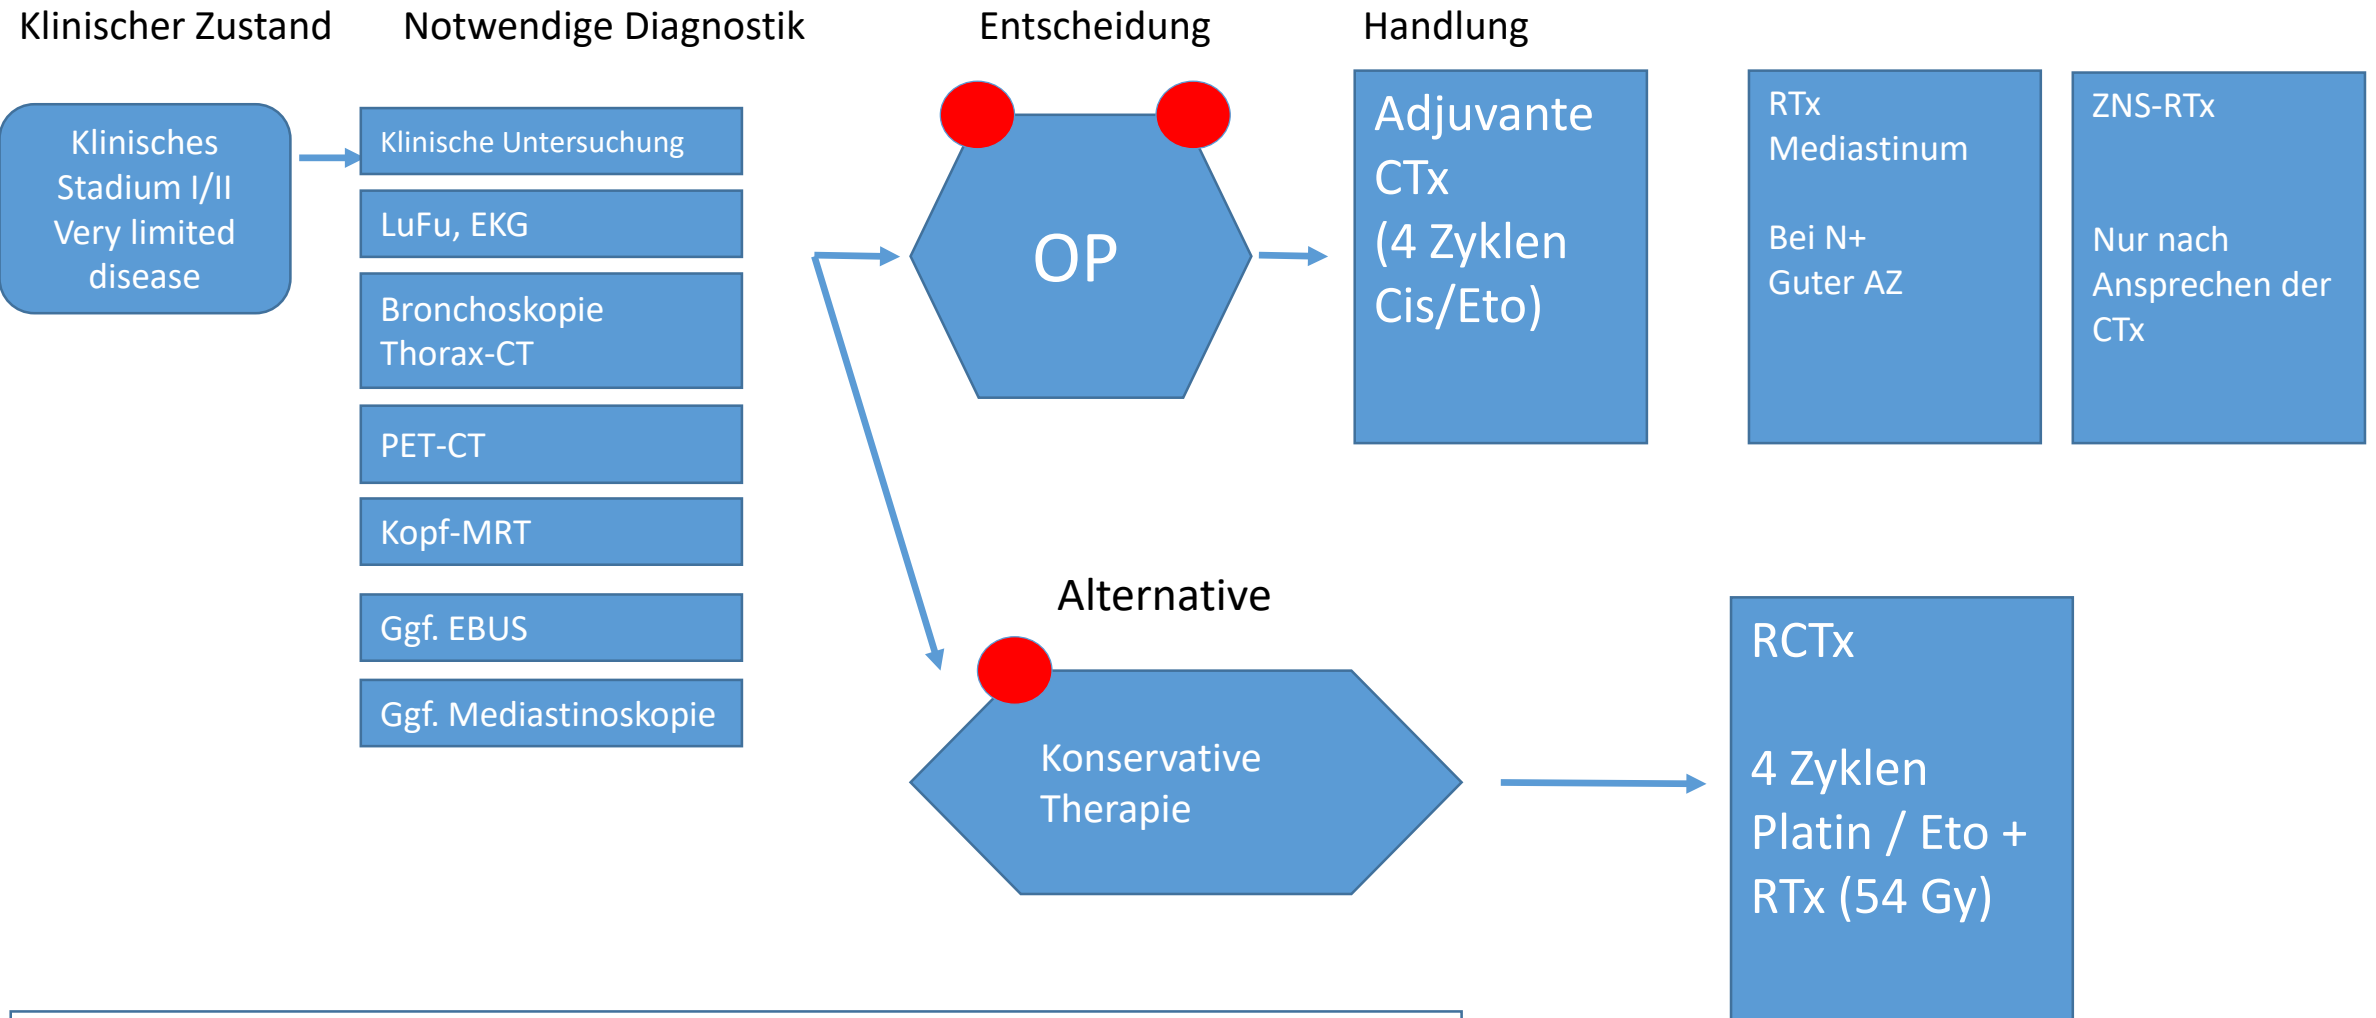 Klinischer Zustand
Notwendige Diagnostik
Entscheidung
Handlung
Klinisches
Stadium I/II
Very limited
disease
Klinische Untersuchung
LuFu, EKG
Bronchoskopie
Thorax-CT
PET-CT
Kopf-MRT
Ggf. EBUS
Ggf. Mediastinoskopie
OP
Adjuvante
CTx
(4 Zyklen
Cis/Eto)
RTx
Mediastinum
Bei N+
Guter AZ
ZNS-RTx
Nur nach
Ansprechen der
CTx
Alternative
Konservative
Therapie
RCTx
4 Zyklen
Platin / Eto +
RTx (54 Gy)